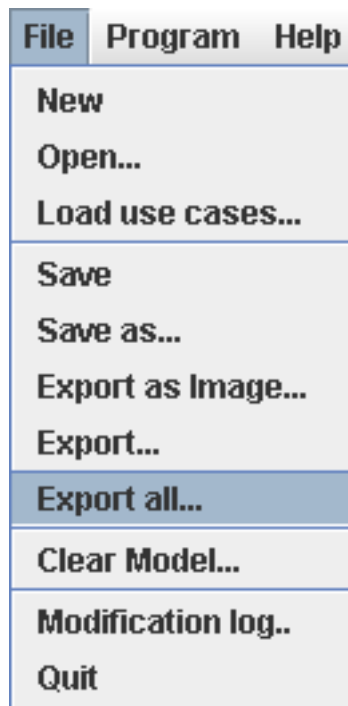 File Program Help
New
Open...
Load use cases...
Save
Save as...
Export as Image...
Export...
Export all...
Clear Model...
Modification log..
Quit